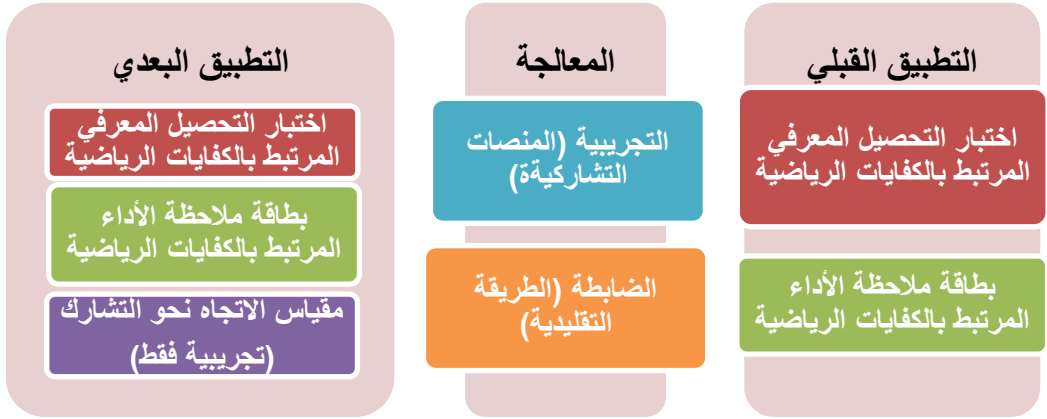 التطبيق القبلي
اختبار التحصيل المعرفي
المرتبط بالكفايات الرياضية
بطاقة ملاحظة الأداء
المرتبط بالكفايات الرياضية
المعالجة
التجريبية (المنصات
التشاركيةة)
الضابطة (الطريقة
التقليدية)
التطبيق البعدي
اختبار التحصيل المعرفي
المرتبط بالكفايات الرياضية
بطاقة ملاحظة الأداء
المرتبط بالكفايات الرياضية
مقياس الاتجاه نحو التشارك
(تجريبية فقط)